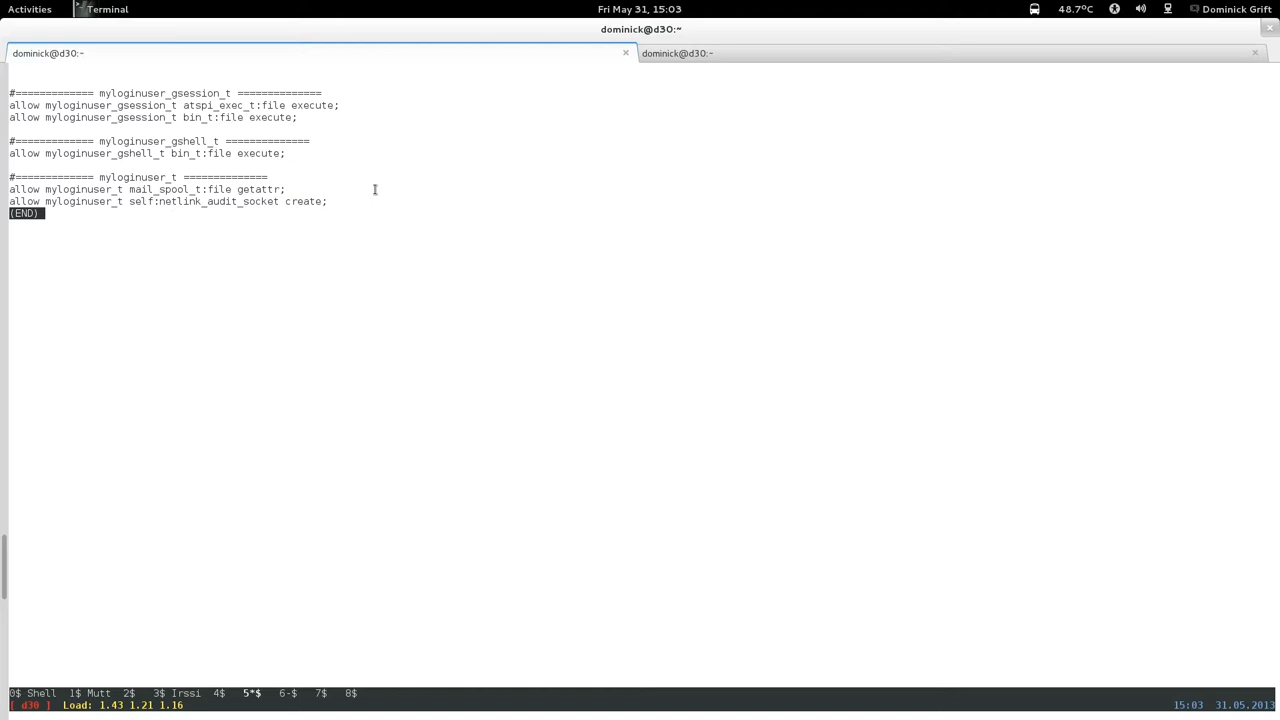 Activities
Terminal
Fri May 31, 15:03
48.7°C
Dominick Grift
dominick@d30:~
dominick@d30:~
dominick@d30:~
#============= myloginuser_gsession_t ==============
allow myloginuser_gsession_t atspi_exec_t:file execute;
allow myloginuser_gsession_t bin_t:file execute;
#============= myloginuser_gshell_t ==============
allow myloginuser_gshell_t bin_t:file execute;
#============= myloginuser_t ==============
allow myloginuser_t mail_spool_t:file getattr;
allow myloginuser_t self:netlink_audit_socket create;
(END)
0$ Shell 1$ Mutt 2$ 3$ Irssi 4$ 5*$ 6-$ 7$ 8$
[ d30 ] Load: 1.43 1.21 1.16
15:03 31.05.2013